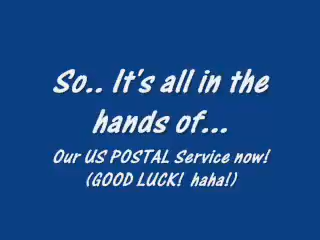 So.. It's all in the
hands of...
Our US POSTAL Service now!
(GOOD LUCK! haha!)